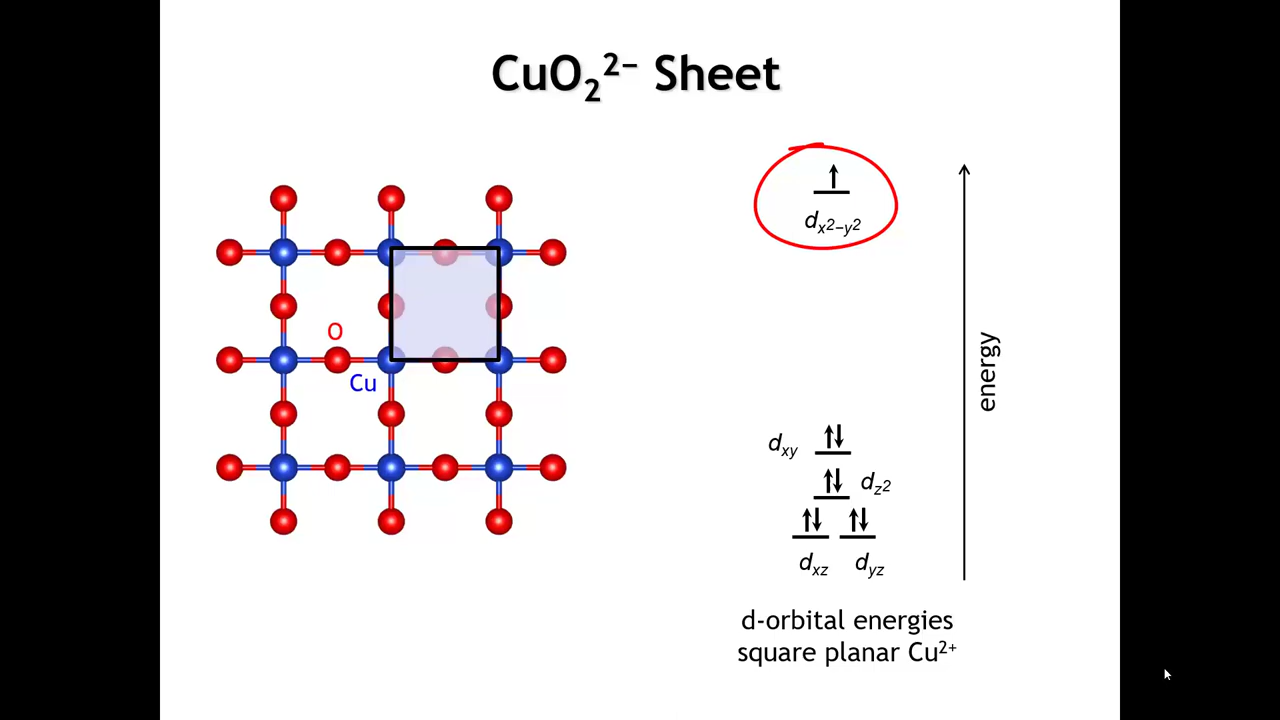 CuO₂²⁻ Sheet
d_x²−y²
O
Cu
energy
d_xy
d_z²
d_xz d_yz
d-orbital energies
square planar Cu²⁺